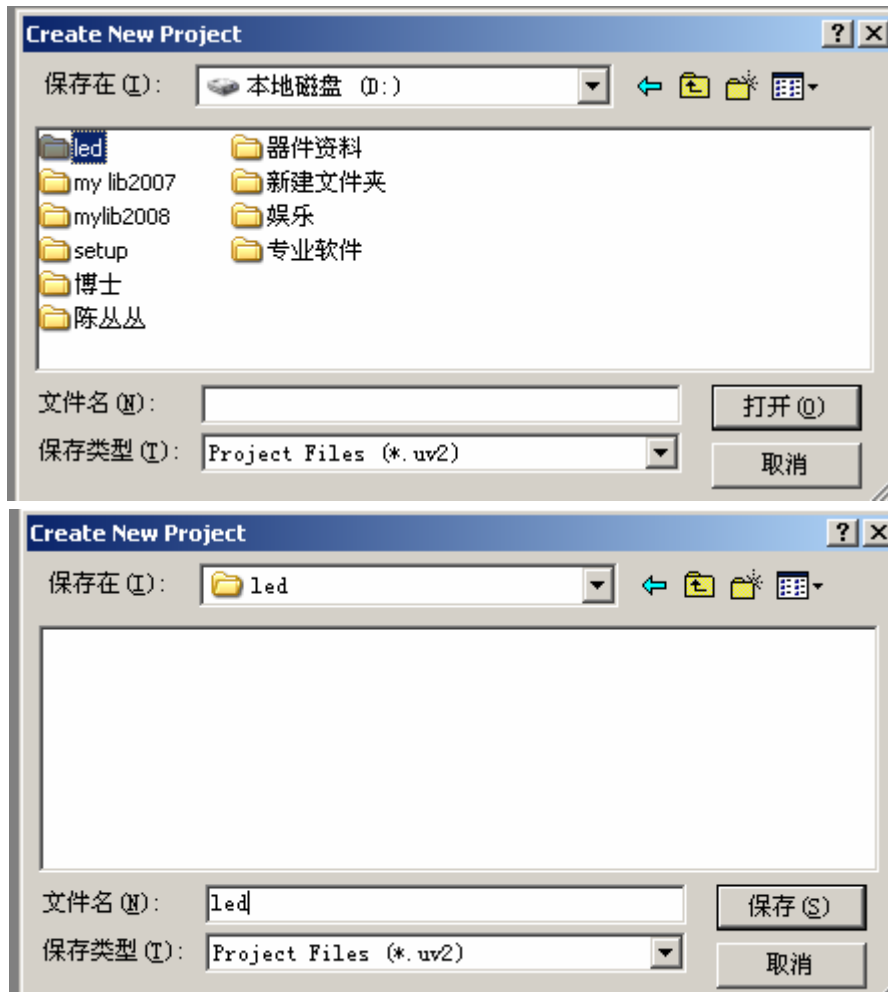 Create New Project
保存在(I): 本地磁盘 (D:)
led 器件资料
my lib2007 新建文件夹
mylib2008 娱乐
setup 专业软件
博士
陈丛丛
文件名(N): 打开(O)
保存类型(T): Project Files (*.uv2) 取消
Create New Project
保存在(I): led
文件名(N): led 保存(S)
保存类型(T): Project Files (*.uv2) 取消